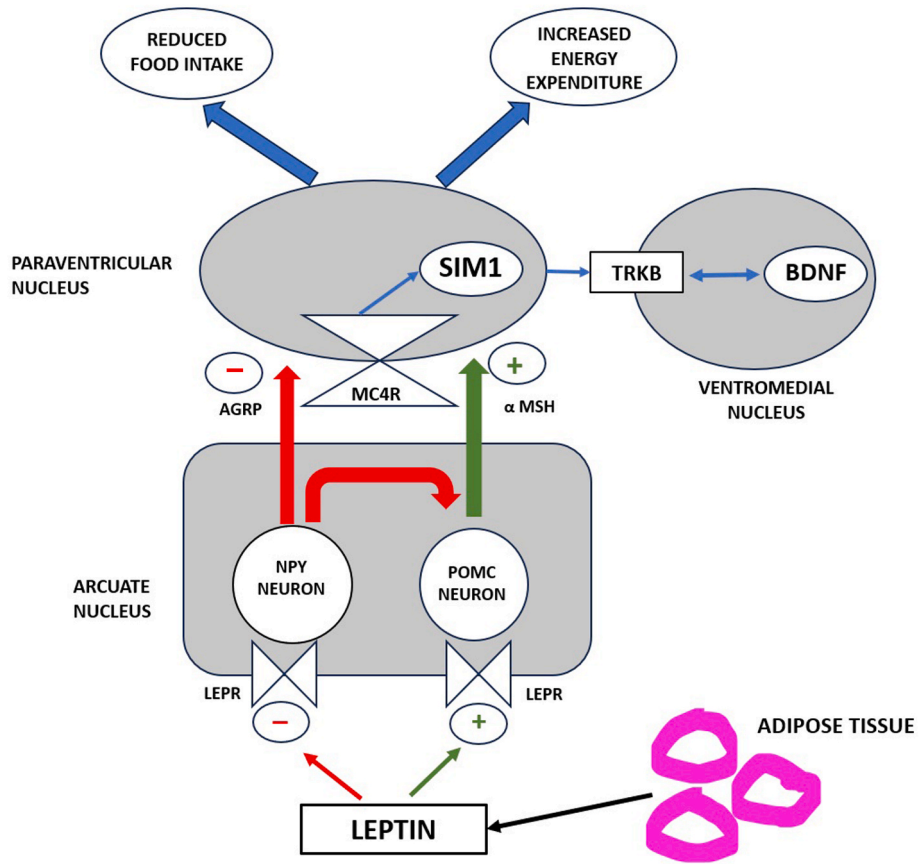 REDUCED
FOOD INTAKE
INCREASED
ENERGY
EXPENDITURE
PARAVENTRICULAR
NUCLEUS
SIM1
TRKB
BDNF
VENTROMEDIAL
NUCLEUS
−
AGRP
MC4R
+
α MSH
ARCUATE
NUCLEUS
NPY
NEURON
POMC
NEURON
LEPR
−
+
LEPR
ADIPOSE TISSUE
LEPTIN